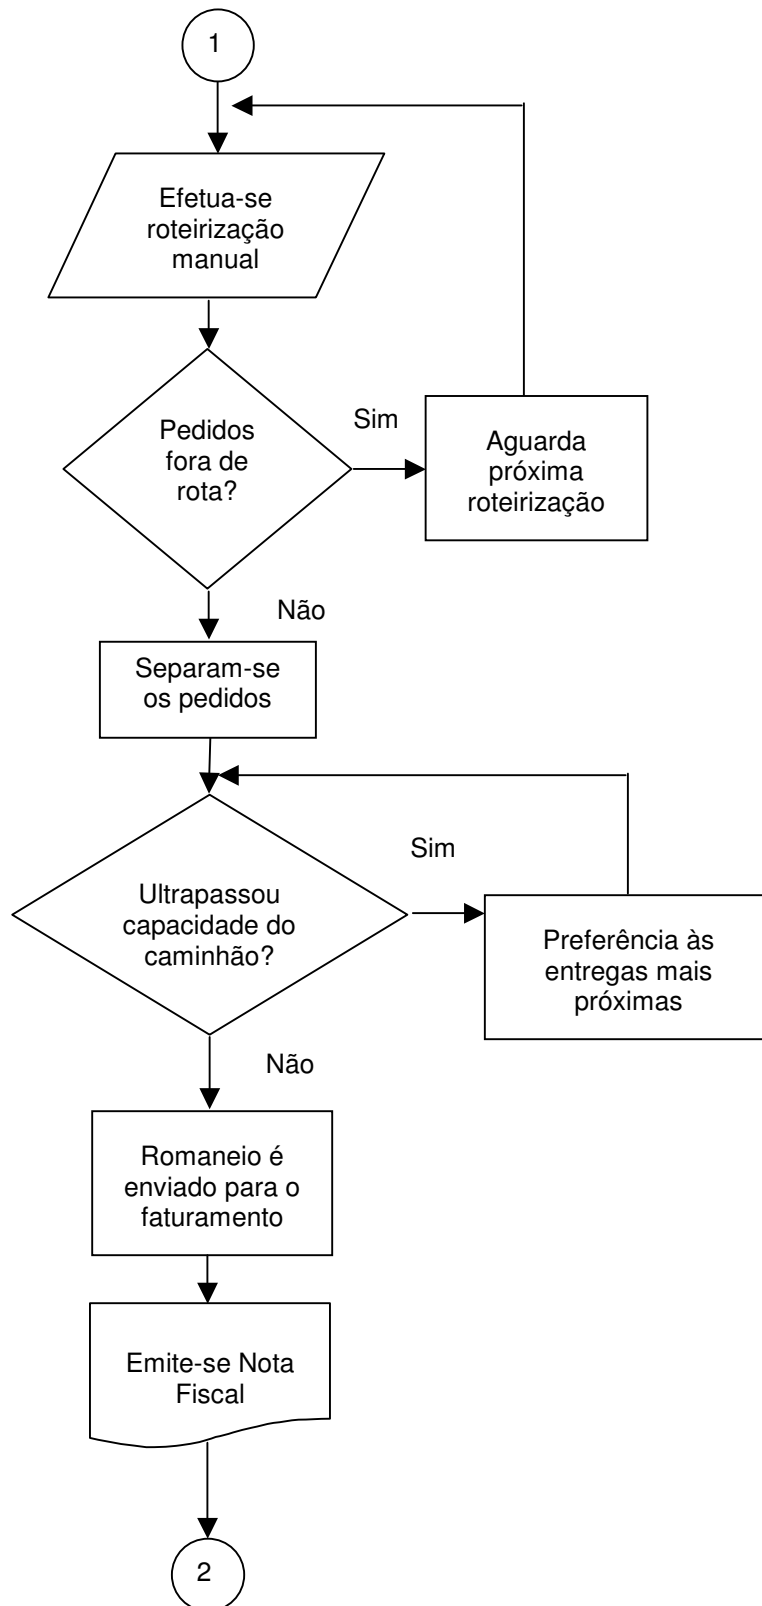 1
Efetua-se
roteirização
manual
Pedidos
fora de
rota?
Sim
Aguarda
próxima
roteirização
Não
Separam-se
os pedidos
Ultrapassou
capacidade do
caminhão?
Sim
Preferência às
entregas mais
próximas
Não
Romaneio é
enviado para o
faturamento
Emite-se Nota
Fiscal
2